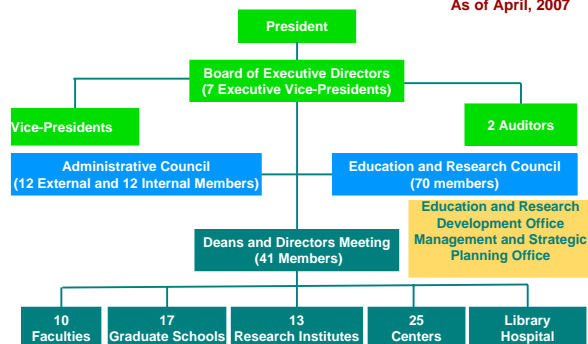 As of April, 2007
President
Board of Executive Directors
(7 Executive Vice-Presidents)
Vice-Presidents
2 Auditors
Administrative Council
(12 External and 12 Internal Members)
Education and Research Council
(70 members)
Education and Research
Development Office
Management and Strategic
Planning Office
Deans and Directors Meeting
(41 Members)
10
Faculties
17
Graduate Schools
13
Research Institutes
25
Centers
Library
Hospital